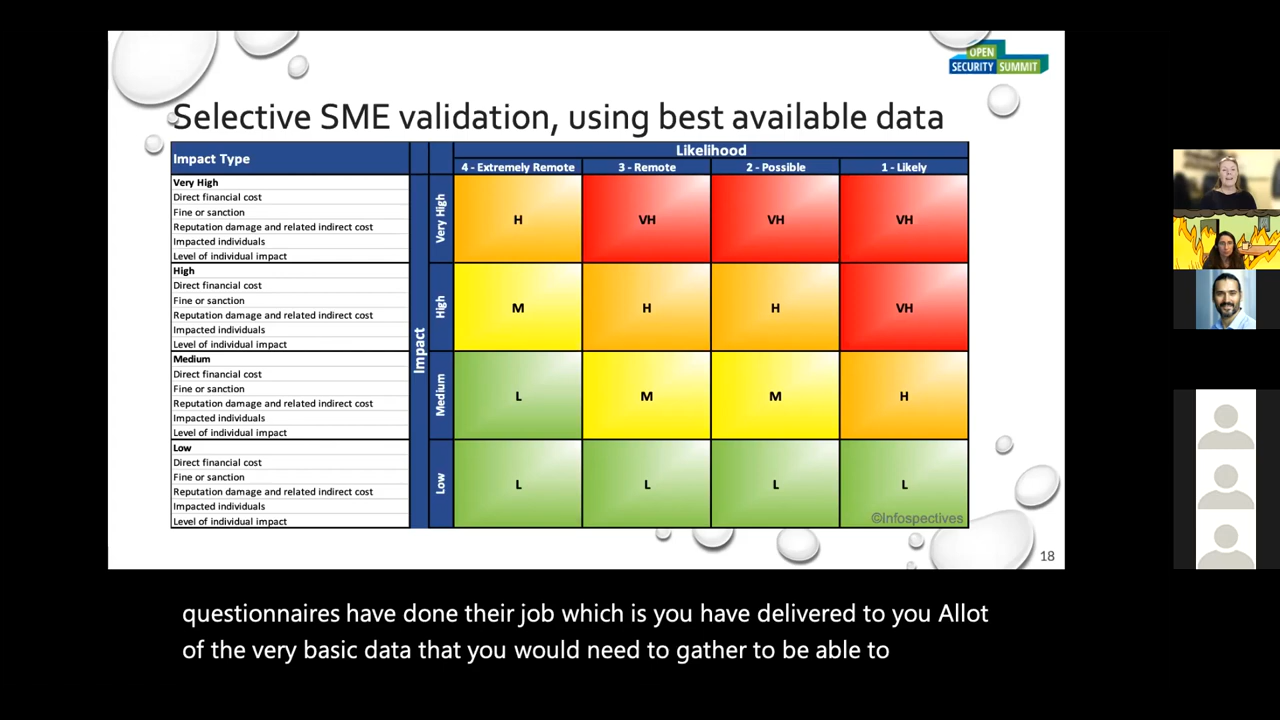 OPEN
SECURITY SUMMIT
Selective SME validation, using best available data
Impact Type
Likelihood
4 - Extremely Remote
3 - Remote
2 - Possible
1 - Likely
Very High
Direct financial cost
Fine or sanction
Reputation damage and related indirect cost
Impacted individuals
Level of individual impact
High
Direct financial cost
Fine or sanction
Reputation damage and related indirect cost
Impacted individuals
Level of individual impact
Medium
Direct financial cost
Fine or sanction
Reputation damage and related indirect cost
Impacted individuals
Level of individual impact
Low
Direct financial cost
Fine or sanction
Reputation damage and related indirect cost
Impacted individuals
Level of individual impact
Impact
Very High
H
VH
VH
VH
High
M
H
H
VH
Medium
L
M
M
H
Low
L
L
L
L
©Infospectives
18
questionnaires have done their job which is you have delivered to you Allot
of the very basic data that you would need to gather to be able to